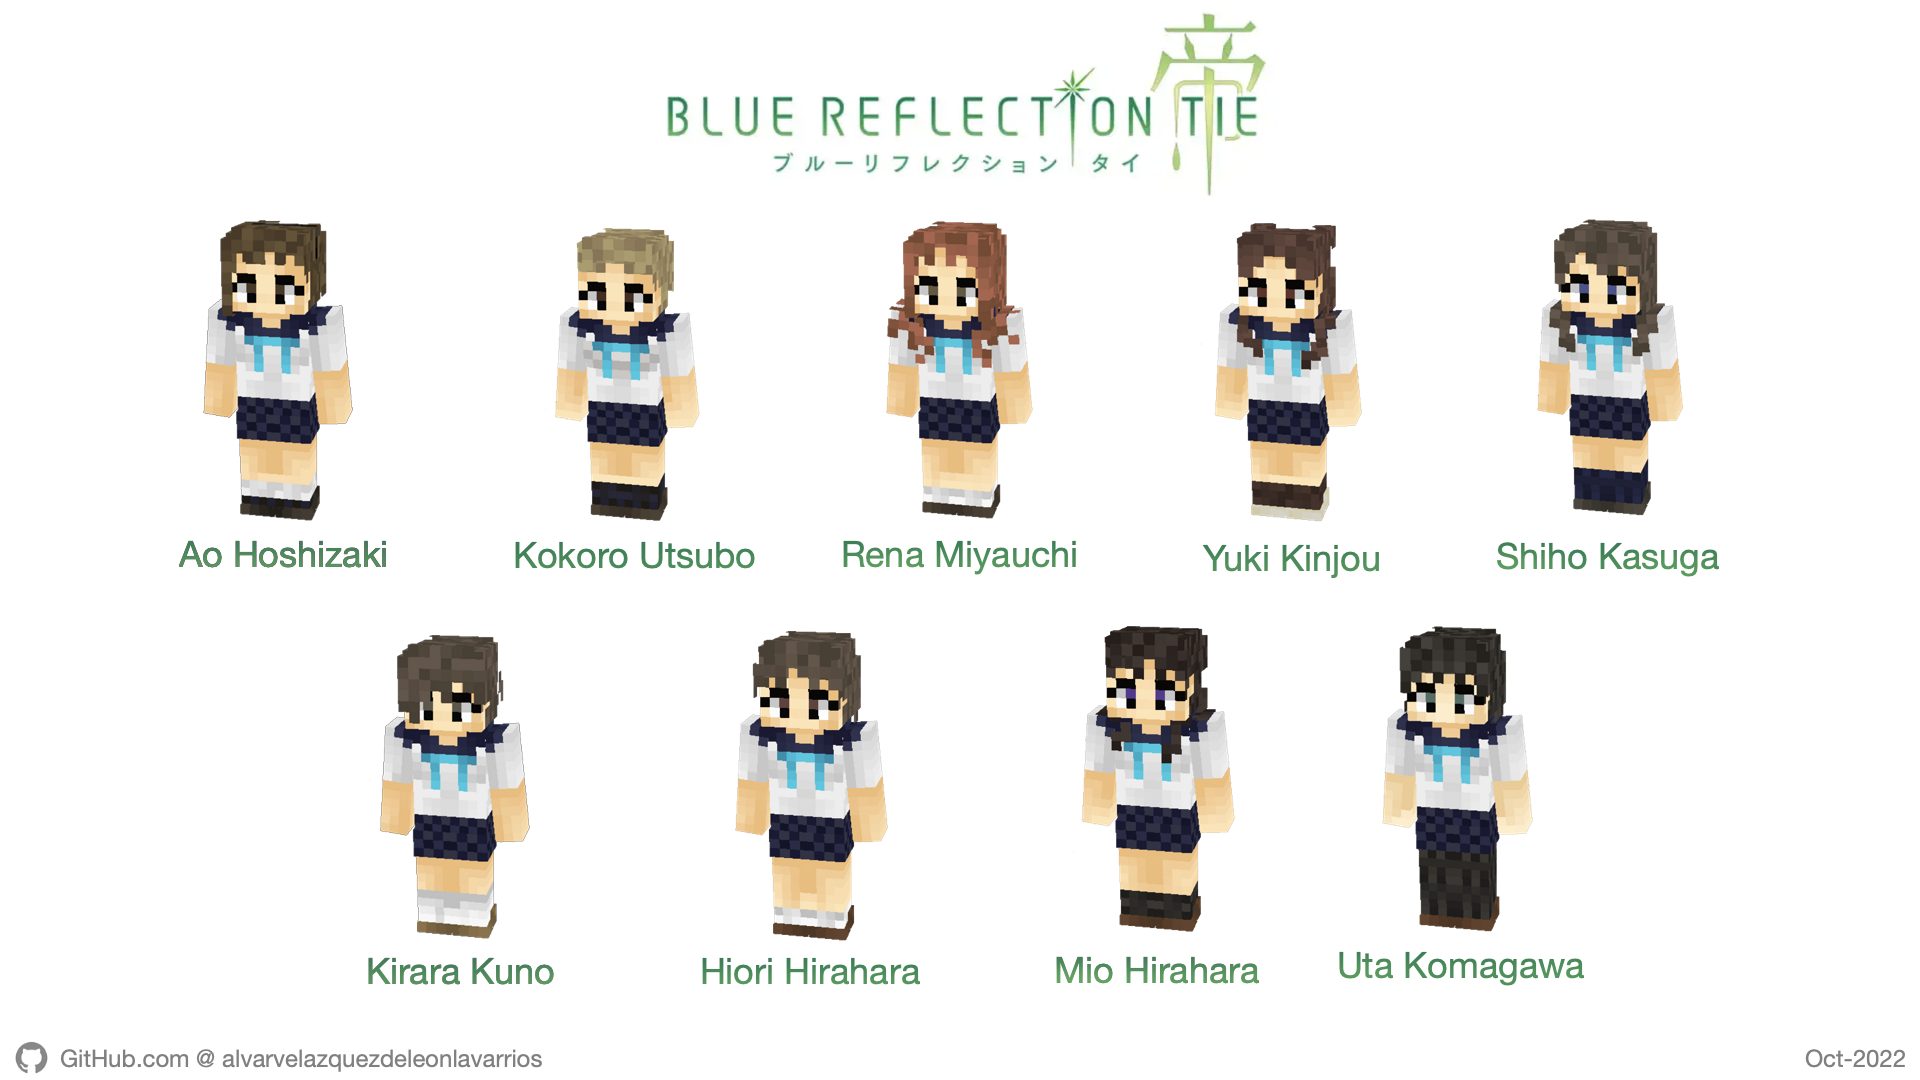 BLUE REFLECTION TIE
帝
ブルーリフレクション タイ
Ao Hoshizaki
Kokoro Utsubo
Rena Miyauchi
Yuki Kinjou
Shiho Kasuga
Kirara Kuno
Hiori Hirahara
Mio Hirahara
Uta Komagawa
GitHub.com @ alvarvelazquezdeleonlavarrios
Oct-2022